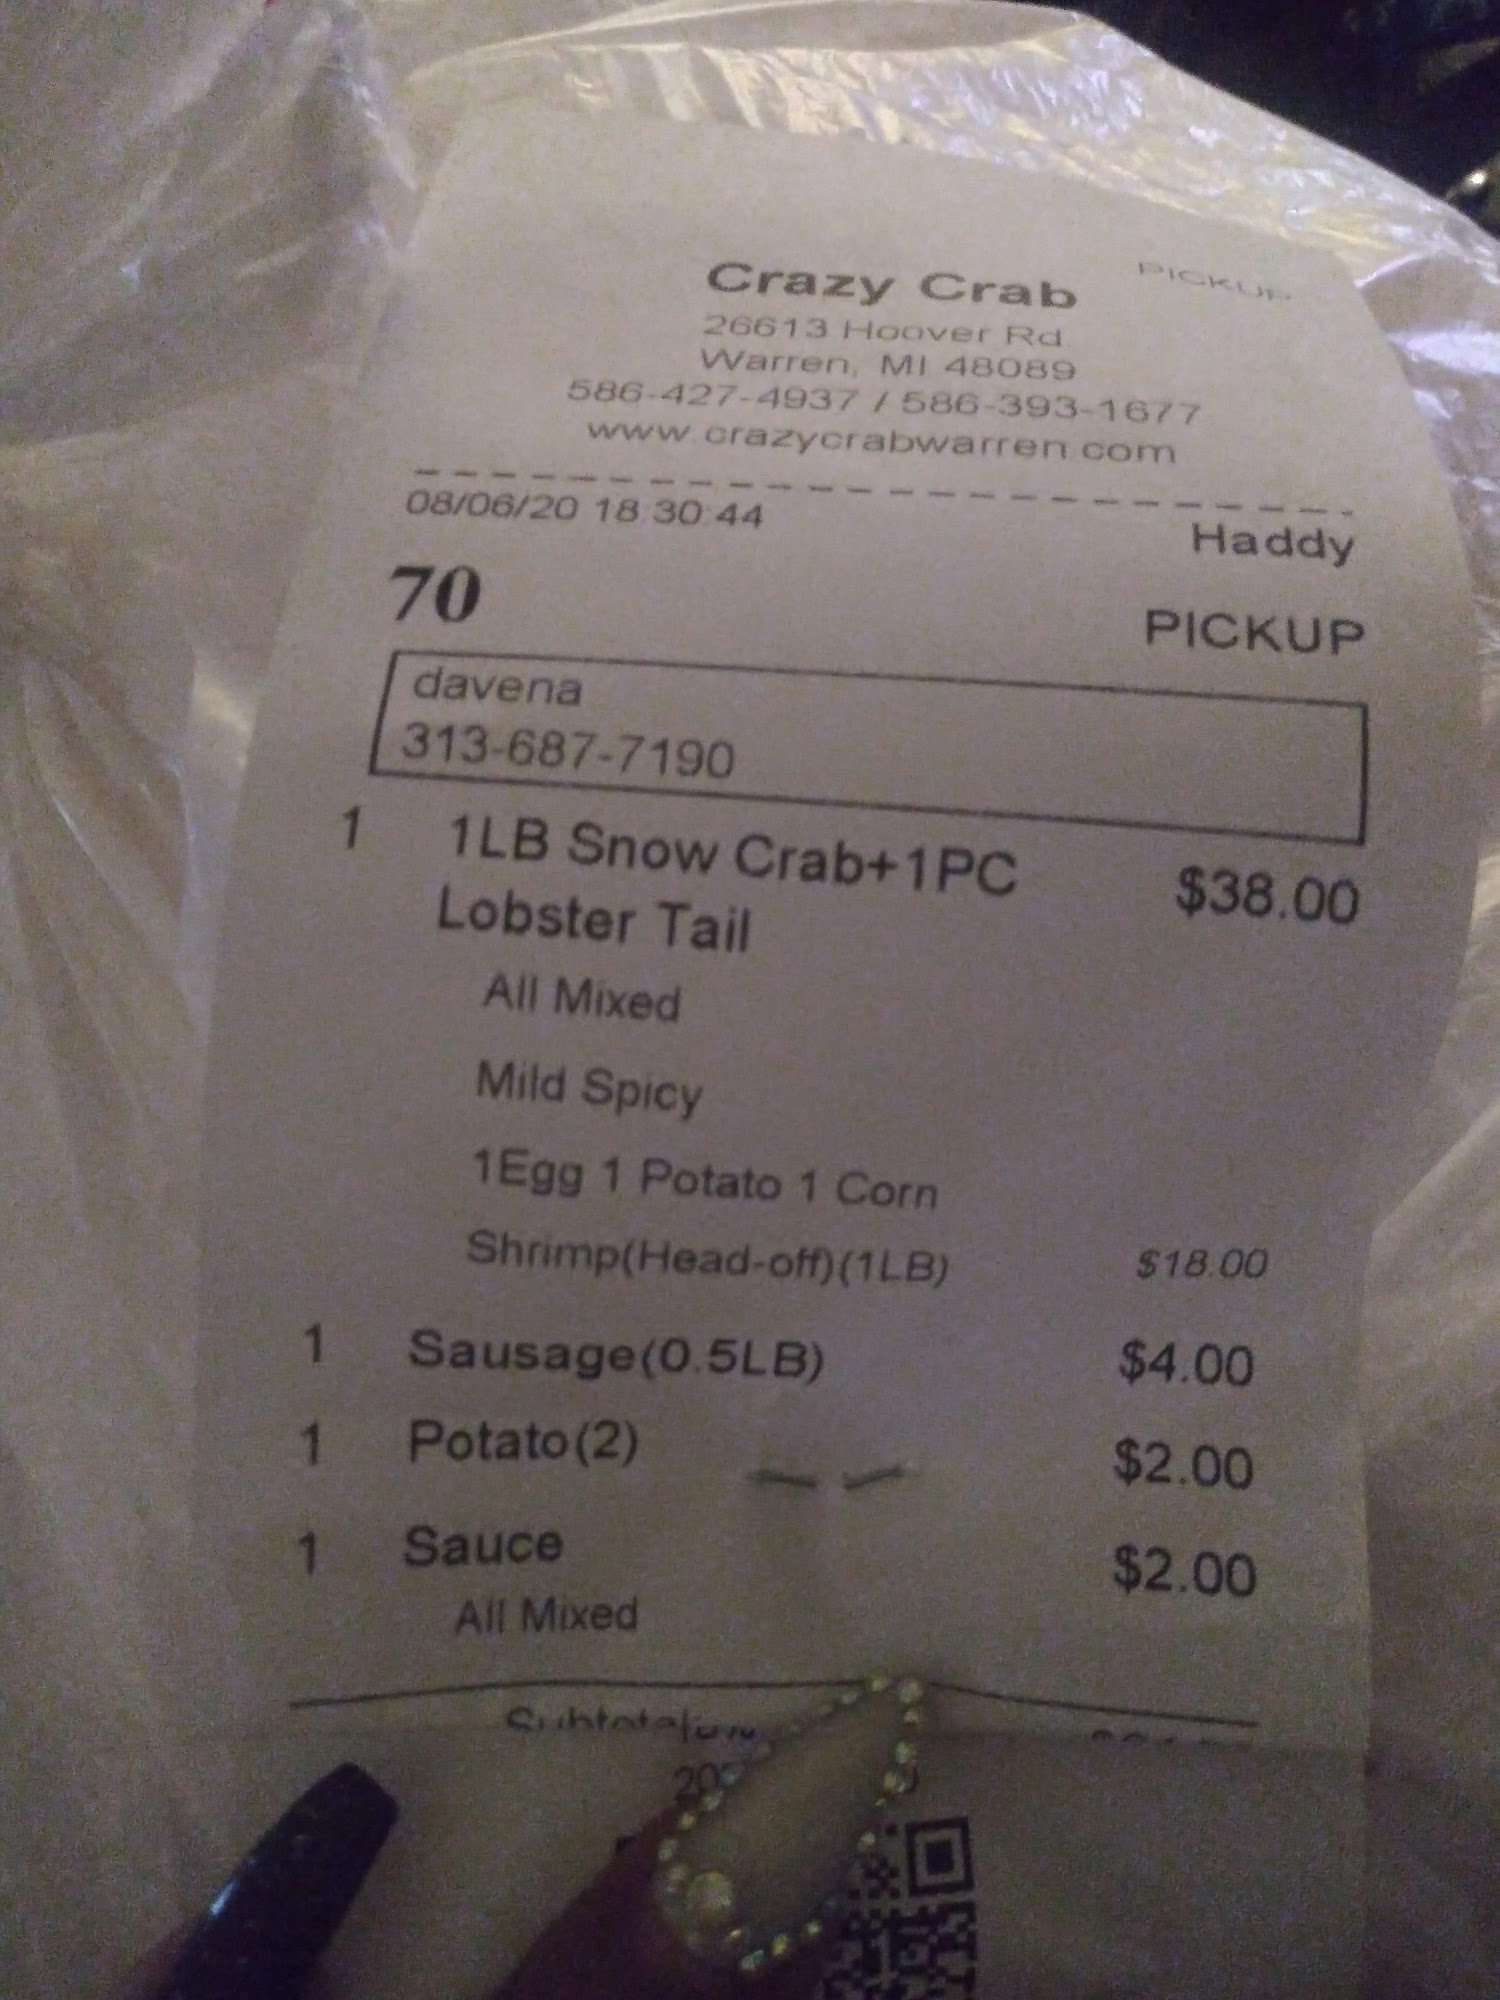 PICKUP
Crazy Crab
26613 Hoover Rd
Warren, MI 48089
586-427-4937 / 586-393-1677
www.crazycrabwarren.com
08/06/20 18:30:44
Haddy
70 PICKUP
davena
313-687-7190
1 1LB Snow Crab+1PC $38.00
Lobster Tail
All Mixed
Mild Spicy
1Egg 1 Potato 1 Corn
Shrimp(Head-off)(1LB) $18.00
1 Sausage(0.5LB) $4.00
1 Potato(2) $2.00
1 Sauce $2.00
All Mixed